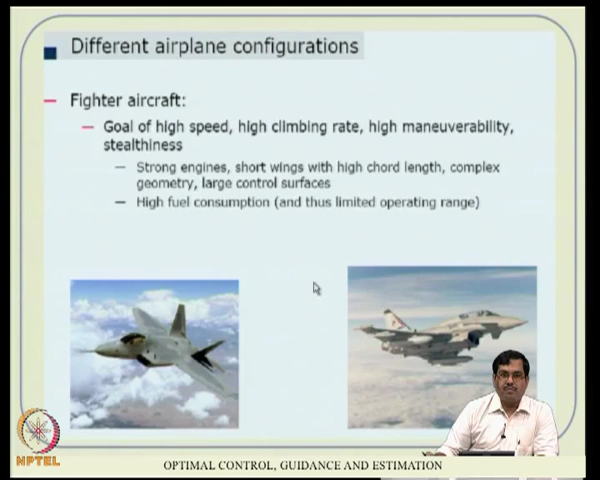 Different airplane configurations
Fighter aircraft:
Goal of high speed, high climbing rate, high maneuverability,
stealthiness
Strong engines, short wings with high chord length, complex
geometry, large control surfaces
High fuel consumption (and thus limited operating range)
NPTEL
OPTIMAL CONTROL, GUIDANCE AND ESTIMATION